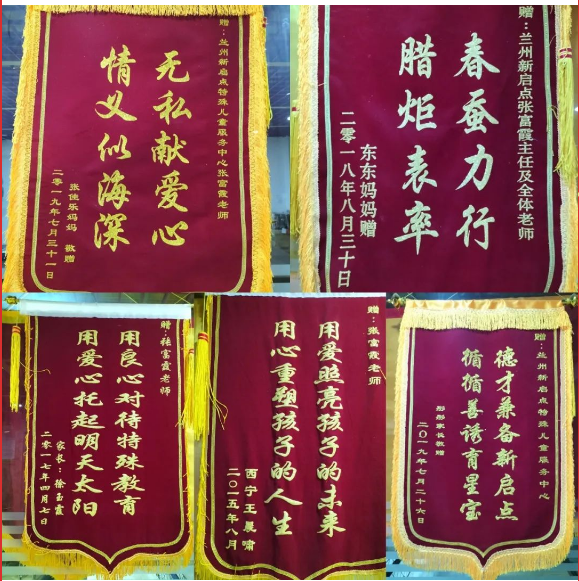 赠：兰州新启点特殊儿童服务中心张富霞老师
无私献爱心
情义似海深
张佳乐妈妈 敬赠
二零一九年七月三十一日
赠：兰州新启点张富霞主任及全体老师
春蚕力行
腊炬表率
东东妈妈赠
二零一八年八月三十日
赠：张富霞老师
用良心对待特殊教育
用爱心托起明天太阳
家长：徐玉霞
二零一七年四月七日
赠：张富霞老师
用爱照亮孩子的未来
用心重塑孩子的人生
西宁王晨啸
二〇一五年八月
赠：兰州新启点特殊儿童服务中心
德才兼备新启点
循循善诱育星宝
彤彤家长敬赠
二〇一九年七月二十六日